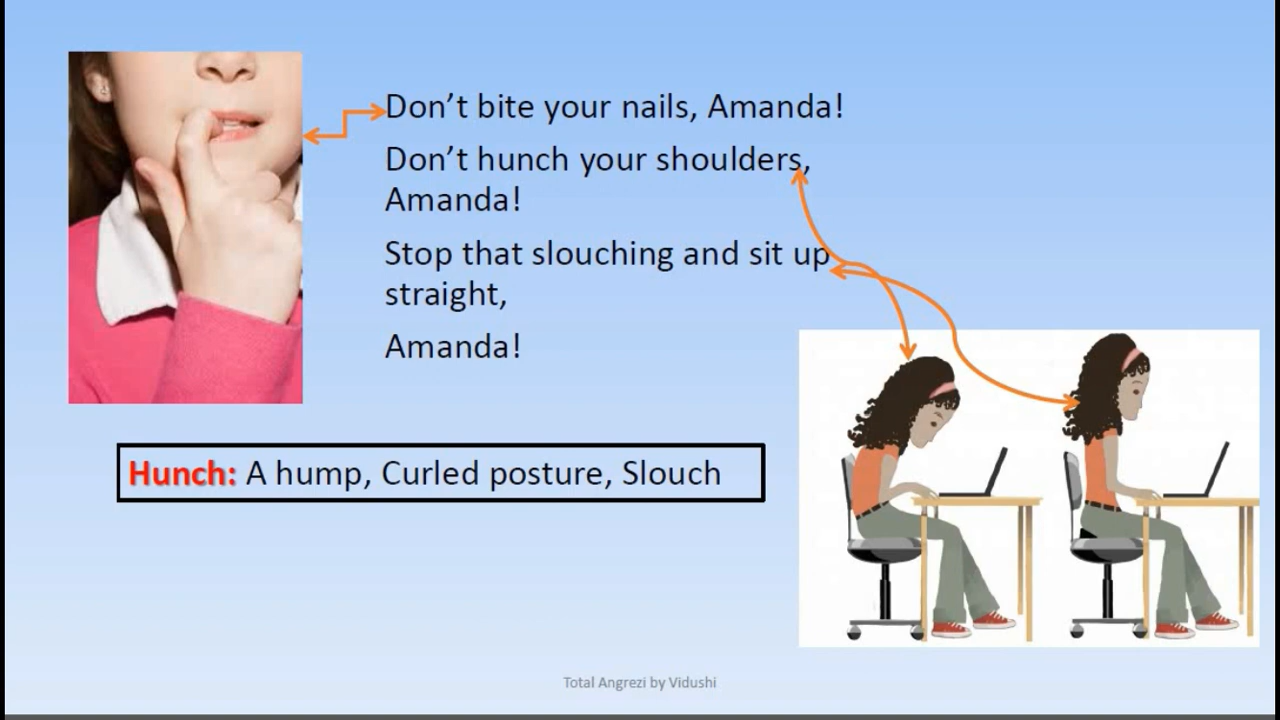 Don’t bite your nails, Amanda!
Don’t hunch your shoulders,
Amanda!
Stop that slouching and sit up
straight,
Amanda!
Hunch: A hump, Curled posture, Slouch
Total Angrezi by Vidushi